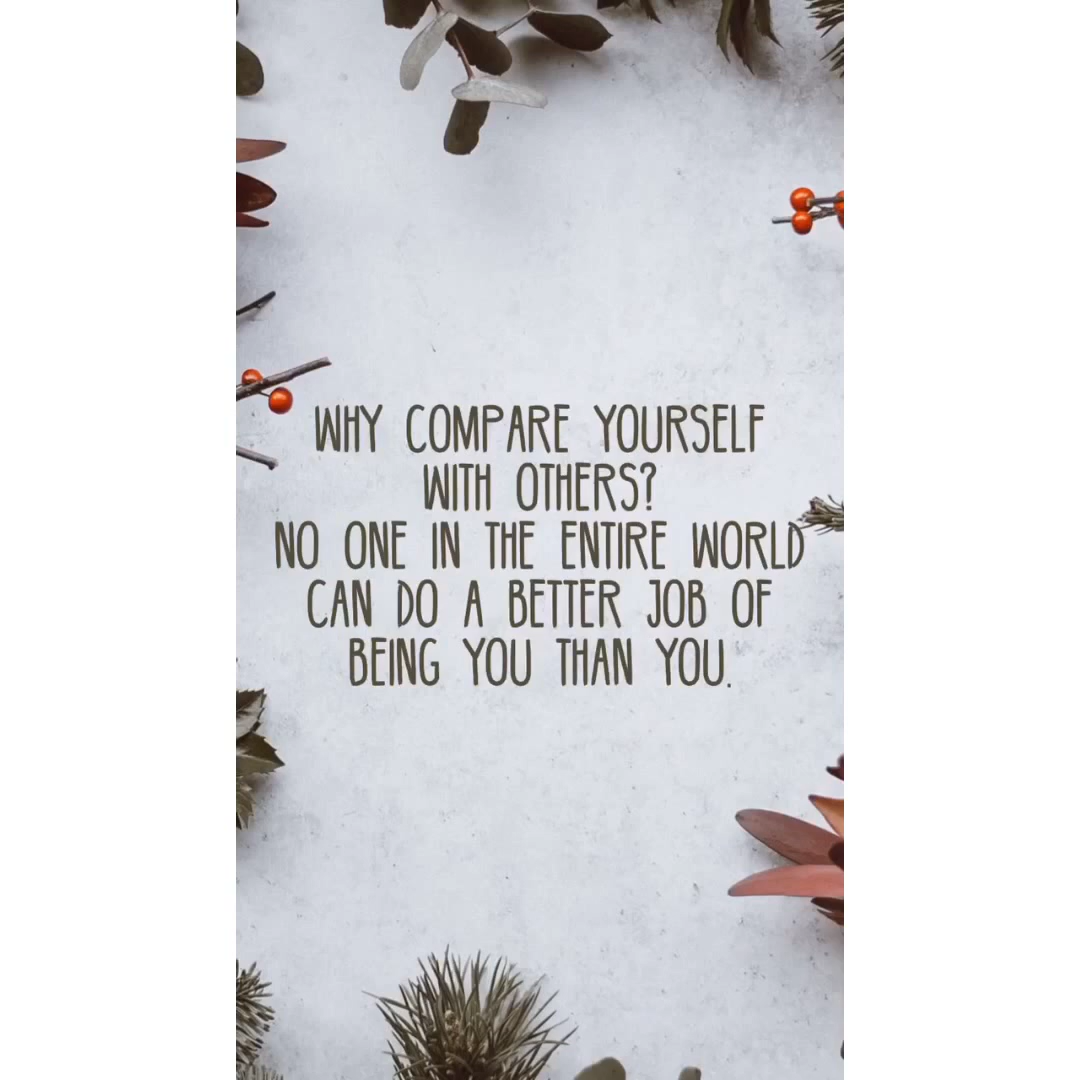 WHY COMPARE YOURSELF
WITH OTHERS?
NO ONE IN THE ENTIRE WORLD
CAN DO A BETTER JOB OF
BEING YOU THAN YOU.